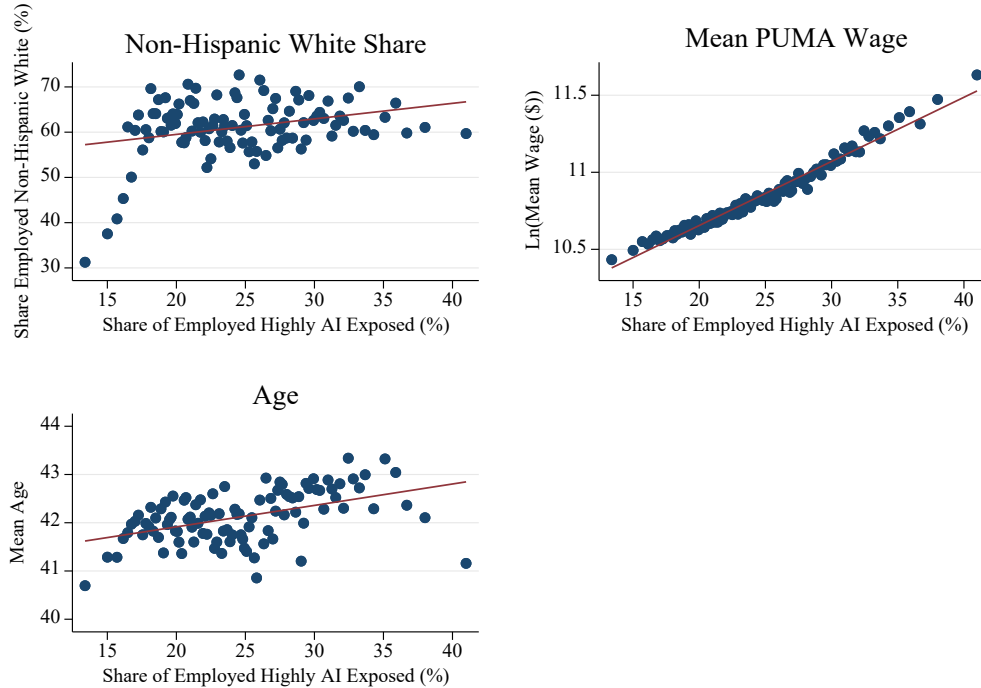 Non-Hispanic White Share
Share Employed Non-Hispanic White (%)
70
60
50
40
30
15 20 25 30 35 40
Share of Employed Highly AI Exposed (%)
Mean PUMA Wage
Ln(Mean Wage ($))
11.5
11
10.5
15 20 25 30 35 40
Share of Employed Highly AI Exposed (%)
Age
Mean Age
44
43
42
41
40
15 20 25 30 35 40
Share of Employed Highly AI Exposed (%)